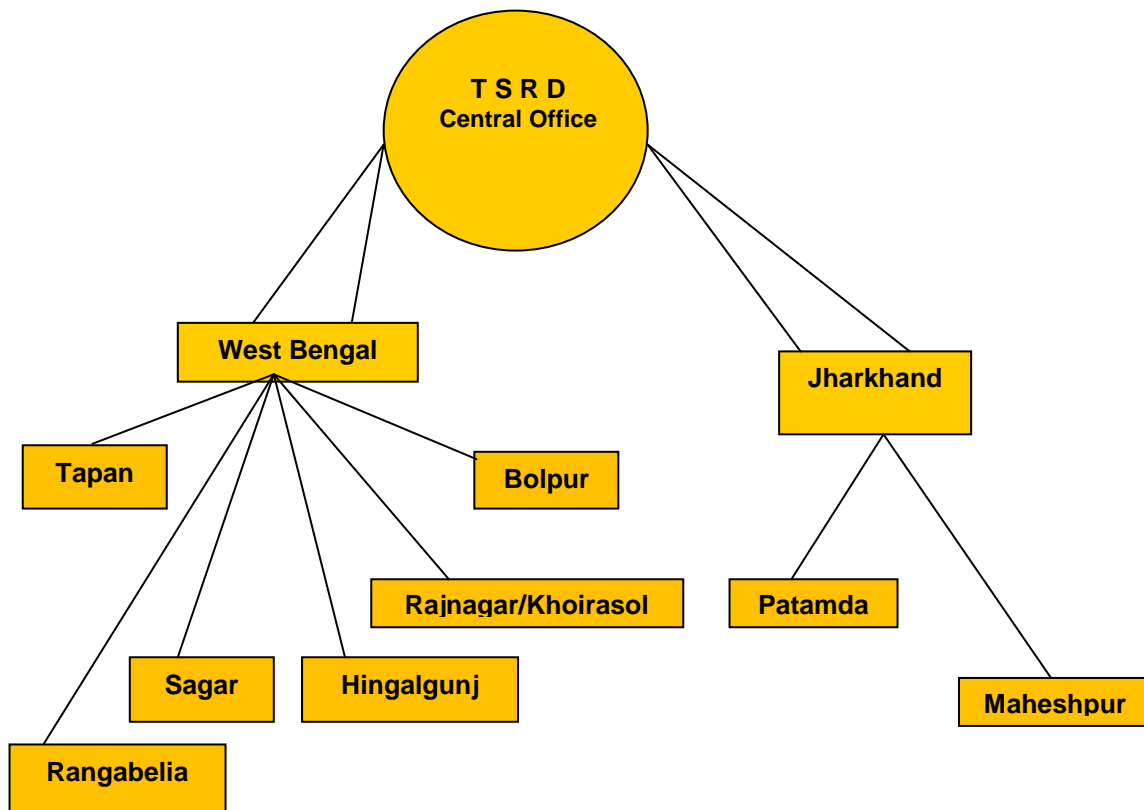 T S R D
Central Office
West Bengal
Jharkhand
Tapan
Bolpur
Rajnagar/Khoirasol
Patamda
Sagar
Hingalgunj
Maheshpur
Rangabelia